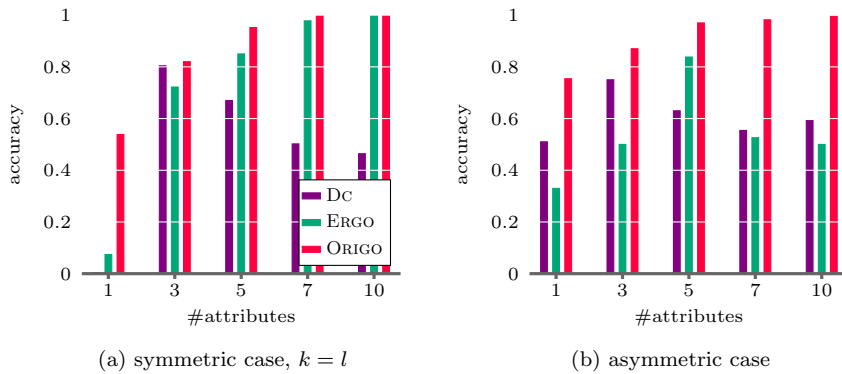 1
0.8
0.6
0.4
0.2
0
accuracy
1 3 5 7 10
#attributes
Dc
Ergo
Origo
(a) symmetric case, k = l
1
0.8
0.6
0.4
0.2
0
accuracy
1 3 5 7 10
#attributes
(b) asymmetric case